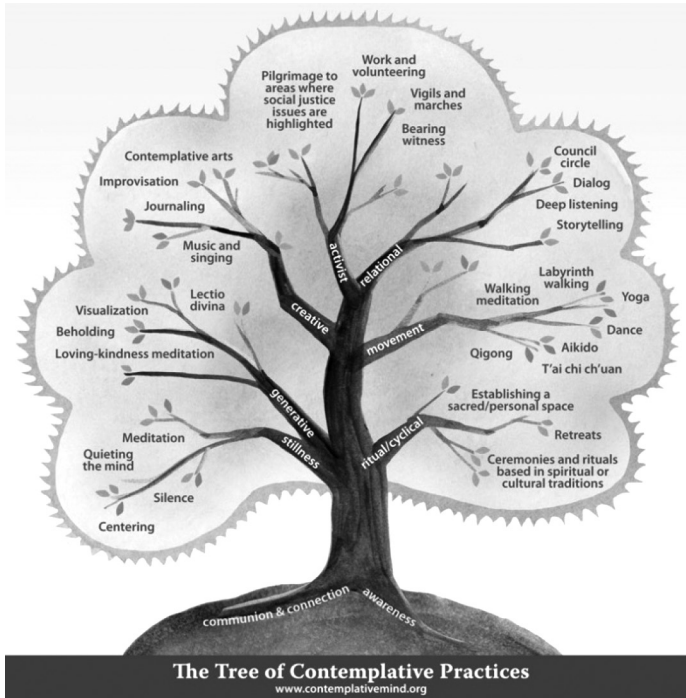 Work and
volunteering
Pilgrimage to
areas where
social justice
issues are
highlighted
Vigils and
marches
Bearing
witness
Contemplative arts
Improvisation
Journaling
Music and
singing
Council
circle
Dialog
Deep listening
Storytelling
activist
relational
creative
Lectio
divina
Visualization
Beholding
Loving-kindness meditation
generative
Walking
meditation
Labyrinth
walking
Yoga
Dance
Aikido
Qigong
T'ai chi ch'uan
movement
Meditation
Quieting
the mind
Silence
Centering
stillness
Establishing a
sacred/personal space
Retreats
Ceremonies and rituals
based in spiritual or
cultural traditions
ritual/cyclical
communion & connection
awareness
The Tree of Contemplative Practices
www.contemplativemind.org